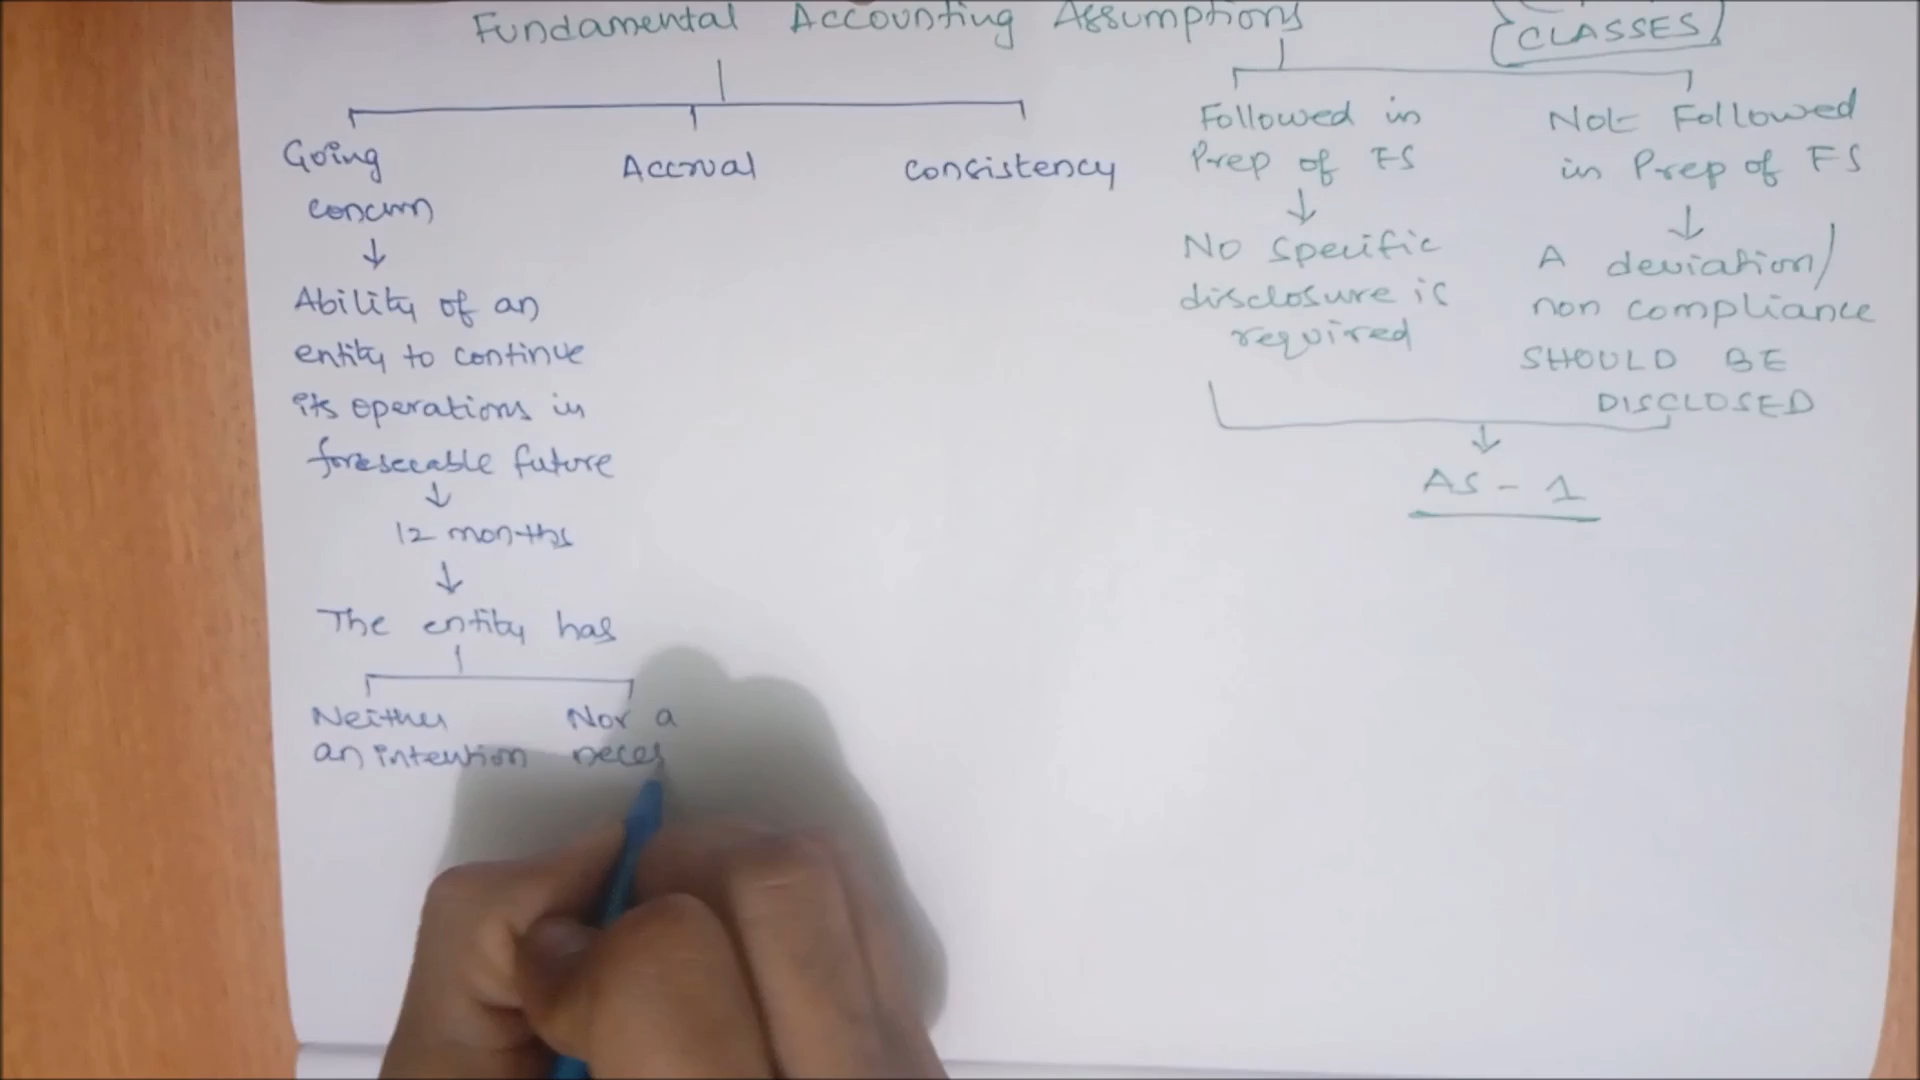 Fundamental Accounting Assumptions
CLASSES
Going
concern
Accrual
Consistency
Ability of an
entity to continue
its operations in
foreseeable future
12 months
The entity has
Neither
an intention
Nor a
neces
Followed in
Prep of FS
No specific
disclosure is
required
Not Followed
in Prep of FS
A deviation/
non compliance
SHOULD BE
DISCLOSED
AS - 1